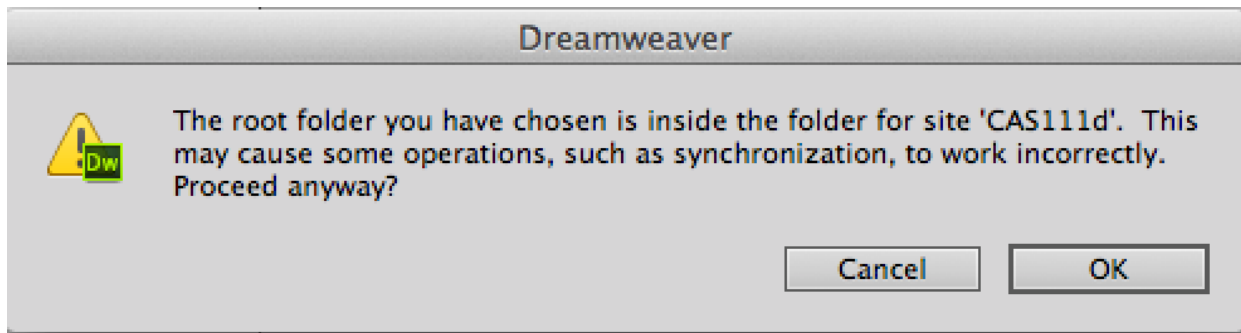 Dreamweaver
The root folder you have chosen is inside the folder for site 'CAS111d'.  This
may cause some operations, such as synchronization, to work incorrectly.
Proceed anyway?
Dw
Cancel
OK